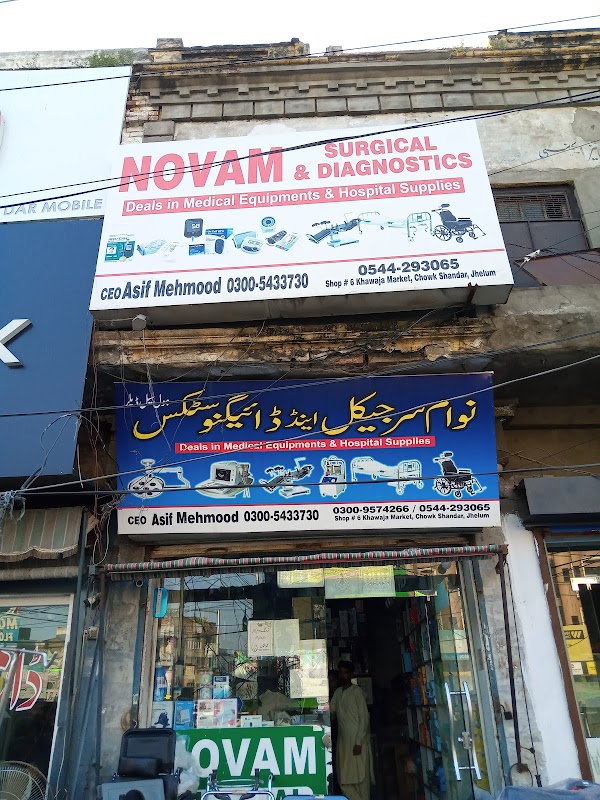 NOVAM SURGICAL & DIAGNOSTICS
Deals in Medical Equipments & Hospital Supplies
CEO Asif Mehmood 0300-5433730
0544-293065
Shop # 6 Khawaja Market, Chowk Shandar, Jhelum
DAR MOBILE
K
نوام سرجیکل اینڈ ڈائیگنوسٹکس
Deals in Medical Equipments & Hospital Supplies
CEO Asif Mehmood 0300-5433730
0300-9574266 / 0544-293065
Shop # 6 Khawaja Market, Chowk Shandar, Jhelum
NOVAM